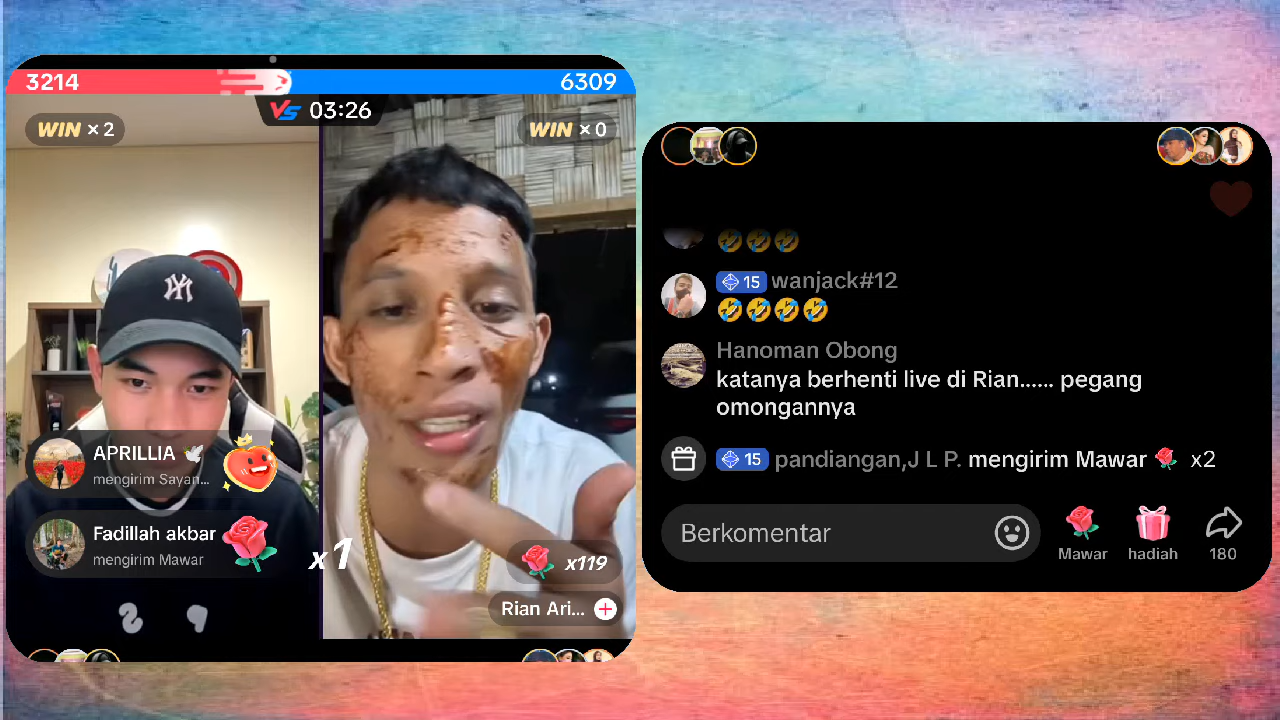 3214
6309
VS 03:26
WIN × 2
WIN × 0
NY
APRILLIA
mengirim Sayan...
Fadillah akbar
mengirim Mawar
x1
x119
Rian Ari...
15 wanjack#12
Hanoman Obong
katanya berhenti live di Rian...... pegang
omongannya
15 pandiangan,J L P. mengirim Mawar x2
Berkomentar
Mawar
hadiah
180